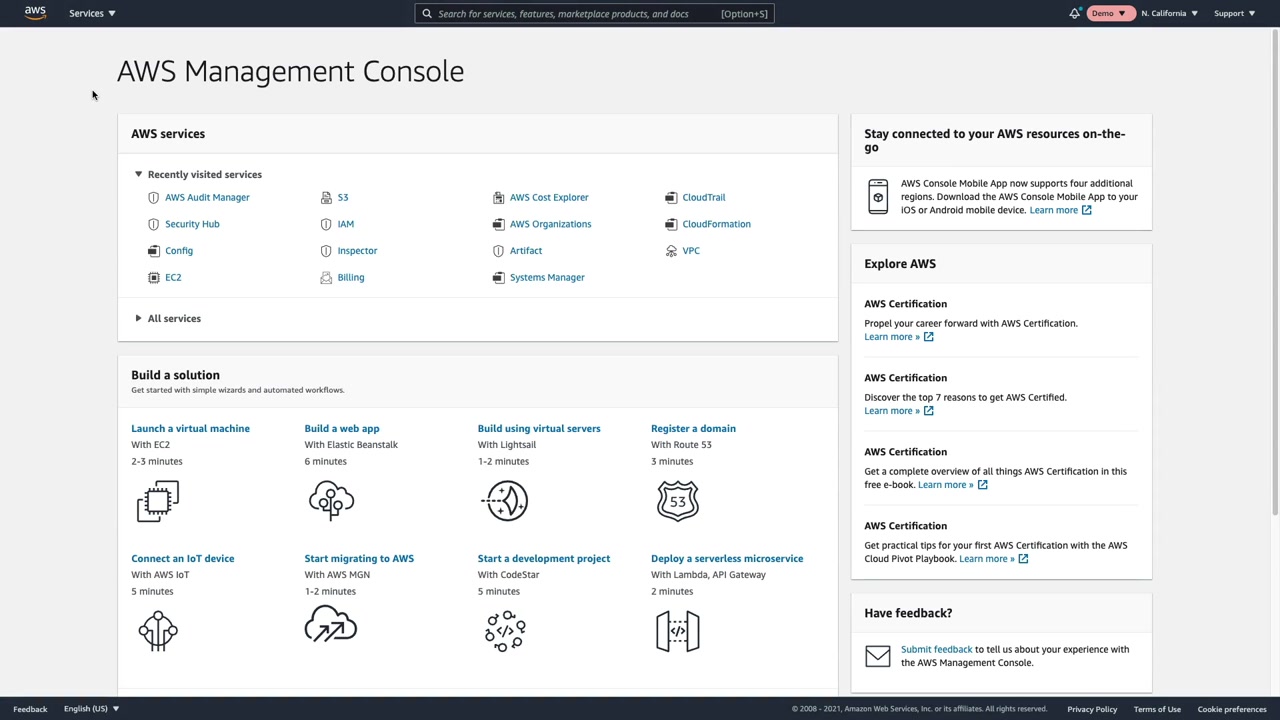 aws
Services
Search for services, features, marketplace products, and docs [Option+S]
Demo
N. California
Support
AWS Management Console
AWS services
Recently visited services
AWS Audit Manager
S3
AWS Cost Explorer
CloudTrail
Security Hub
IAM
AWS Organizations
CloudFormation
Config
Inspector
Artifact
VPC
EC2
Billing
Systems Manager
All services
Build a solution
Get started with simple wizards and automated workflows.
Launch a virtual machine
With EC2
2-3 minutes
Build a web app
With Elastic Beanstalk
6 minutes
Build using virtual servers
With Lightsail
1-2 minutes
Register a domain
With Route 53
3 minutes
53
Connect an IoT device
With AWS IoT
5 minutes
Start migrating to AWS
With AWS MGN
1-2 minutes
Start a development project
With CodeStar
5 minutes
</>
Deploy a serverless microservice
With Lambda, API Gateway
2 minutes
</>
Stay connected to your AWS resources on-the-
go
AWS Console Mobile App now supports four additional
regions. Download the AWS Console Mobile App to your
iOS or Android mobile device. Learn more
Explore AWS
AWS Certification
Propel your career forward with AWS Certification.
Learn more »
AWS Certification
Discover the top 7 reasons to get AWS Certified.
Learn more »
AWS Certification
Get a complete overview of all things AWS Certification in this
free e-book. Learn more »
AWS Certification
Get practical tips for your first AWS Certification with the AWS
Cloud Pivot Playbook. Learn more »
Have feedback?
Submit feedback to tell us about your experience with
the AWS Management Console.
Feedback
English (US)
© 2008 - 2021, Amazon Web Services, Inc. or its affiliates. All rights reserved.
Privacy Policy
Terms of Use
Cookie preferences